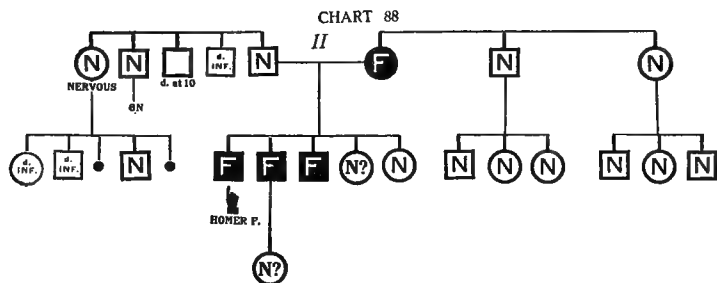 CHART 88
II
N N d. INF. N F N N
NERVOUS d. at 10
6N
d. INF. d. INF. N F F F N? N N N N N N N
HOMER F.
N?